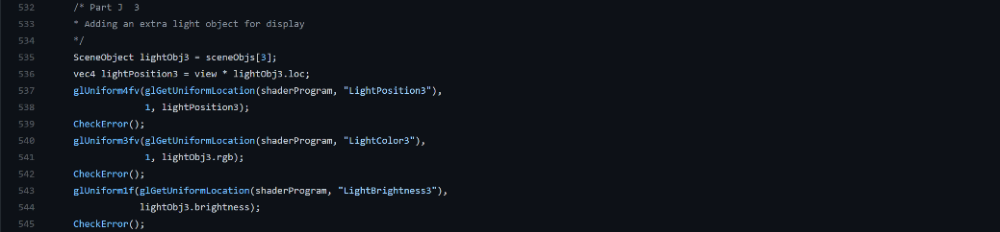 532 /* Part J  3
533 * Adding an extra light object for display
534 */
535 SceneObject lightObj3 = sceneObjs[3];
536 vec4 lightPosition3 = view * lightObj3.loc;
537 glUniform4fv(glGetUniformLocation(shaderProgram, "LightPosition3"),
538 1, lightPosition3);
539 CheckError();
540 glUniform3fv(glGetUniformLocation(shaderProgram, "LightColor3"),
541 1, lightObj3.rgb);
542 CheckError();
543 glUniform1f(glGetUniformLocation(shaderProgram, "LightBrightness3"),
544 lightObj3.brightness);
545 CheckError();